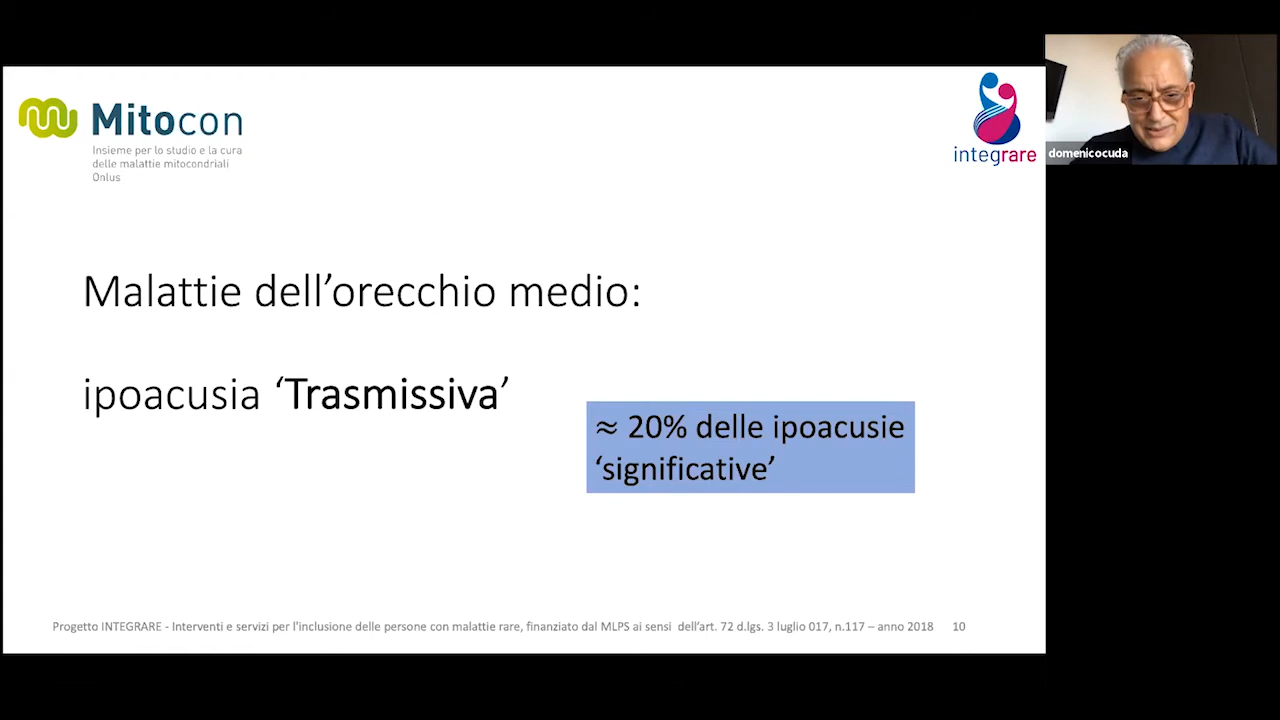 Mitocon
Insieme per lo studio e la cura
delle malattie mitocondriali
Onlus
integrare
domenicocuda
Malattie dell’orecchio medio:
ipoacusia ‘Trasmissiva’
≈ 20% delle ipoacusie
‘significative’
Progetto INTEGRARE - Interventi e servizi per l'inclusione delle persone con malattie rare, finanziato dal MLPS ai sensi dell’art. 72 d.lgs. 3 luglio 017, n.117 – anno 2018 10